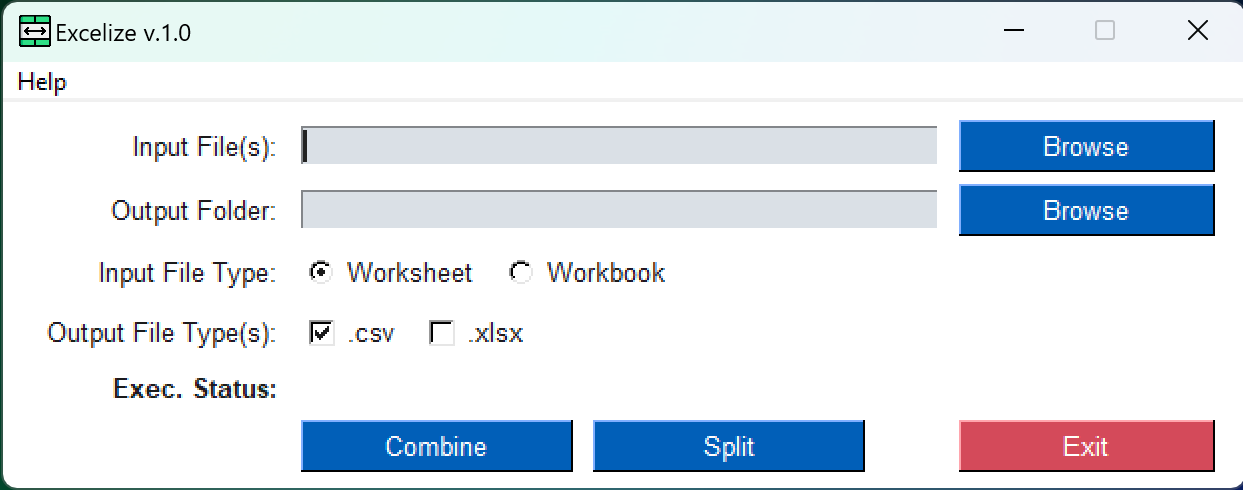 Excelize v.1.0
Help
Input File(s): Browse
Output Folder: Browse
Input File Type: Worksheet Workbook
Output File Type(s): .csv .xlsx
Exec. Status:
Combine Split Exit